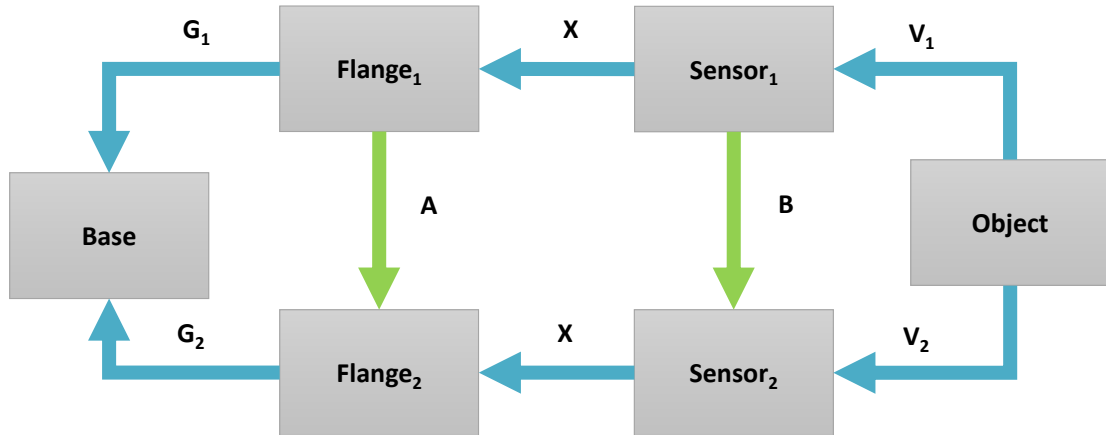 G₁
X
V₁
Flange₁
Sensor₁
A
B
Base
Object
G₂
X
V₂
Flange₂
Sensor₂